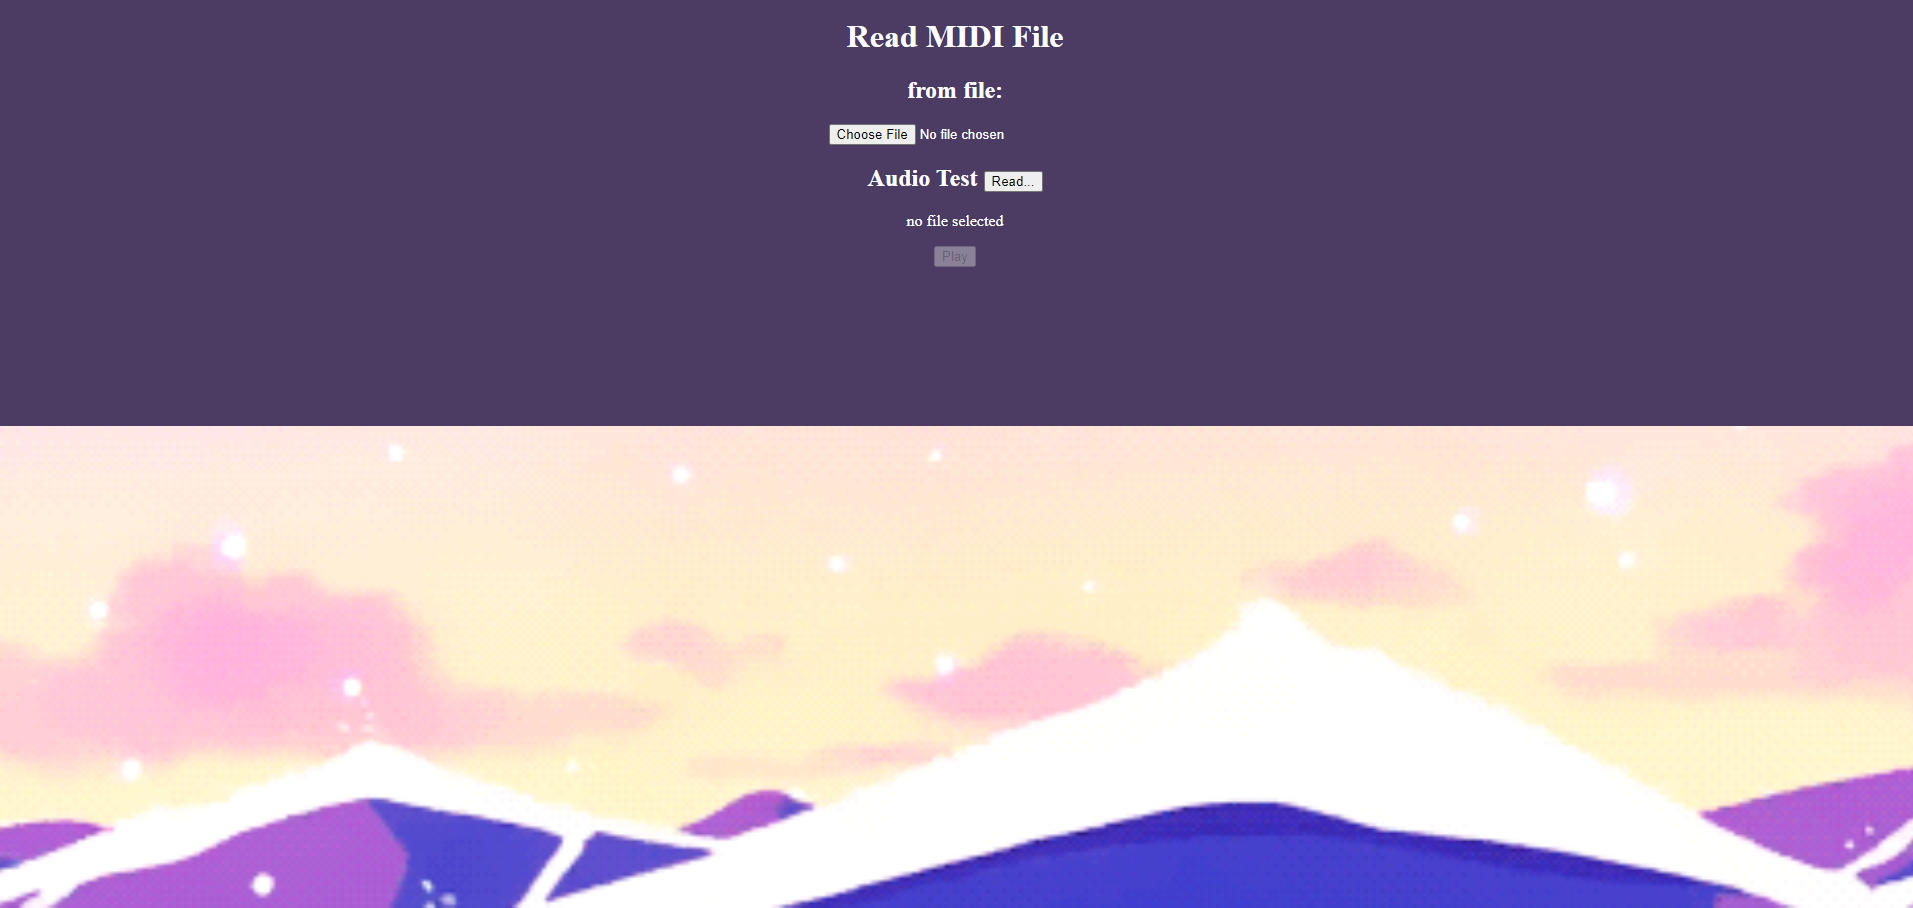 Read MIDI File
from file:
Choose File No file chosen
Audio Test Read...
no file selected
Play